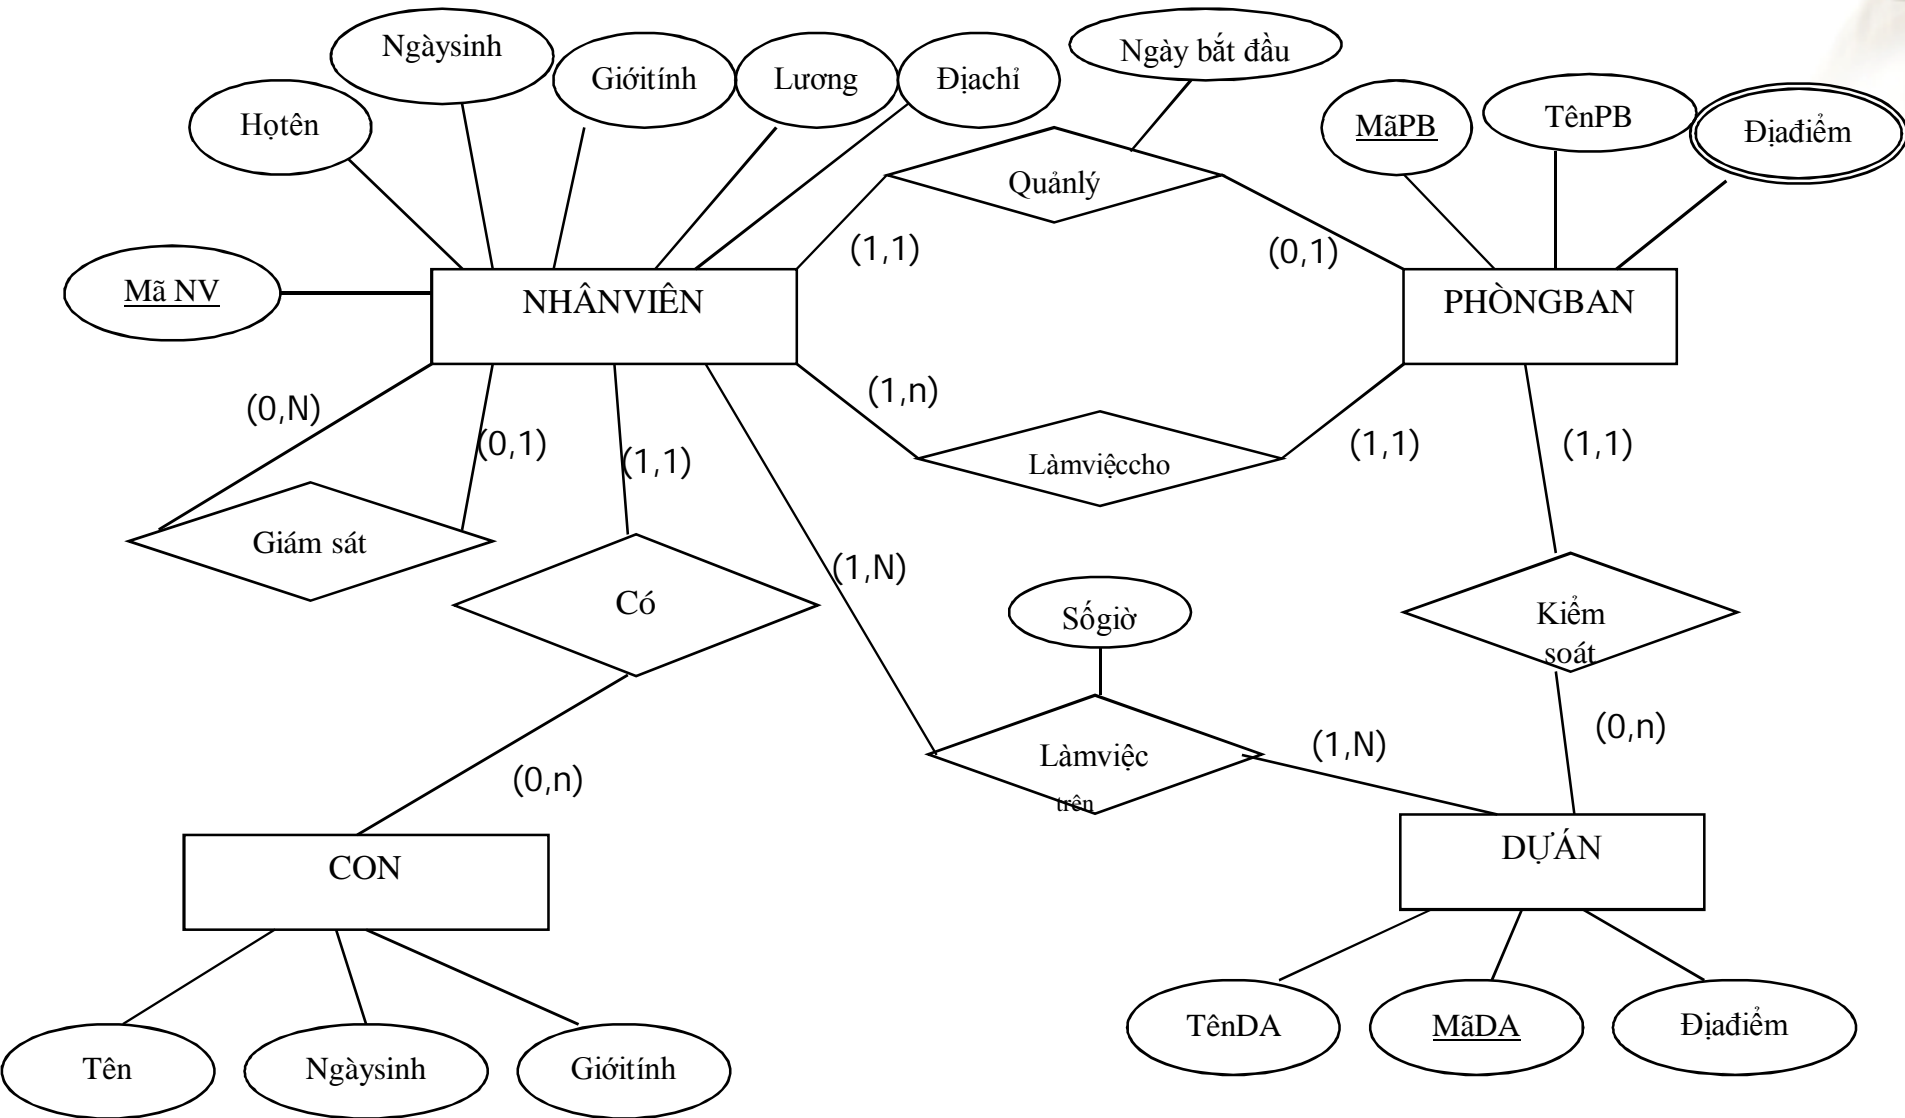 Ngàysinh
Giớitính
Lương
Địachỉ
Ngày bắt đầu
Họtên
MãPB
TênPB
Địađiểm
Quảnlý
Mã NV
NHÂNVIÊN
(1,1)
(0,1)
PHÒNGBAN
(0,N)
(0,1)
(1,1)
(1,n)
(1,1)
(1,1)
Làmviệccho
Giám sát
Có
(1,N)
Sốgiờ
Kiểm
soát
(0,n)
(1,N)
(0,n)
Làmviệc
trên
CON
DỰÁN
TênDA
MãDA
Địađiểm
Tên
Ngàysinh
Giớitính